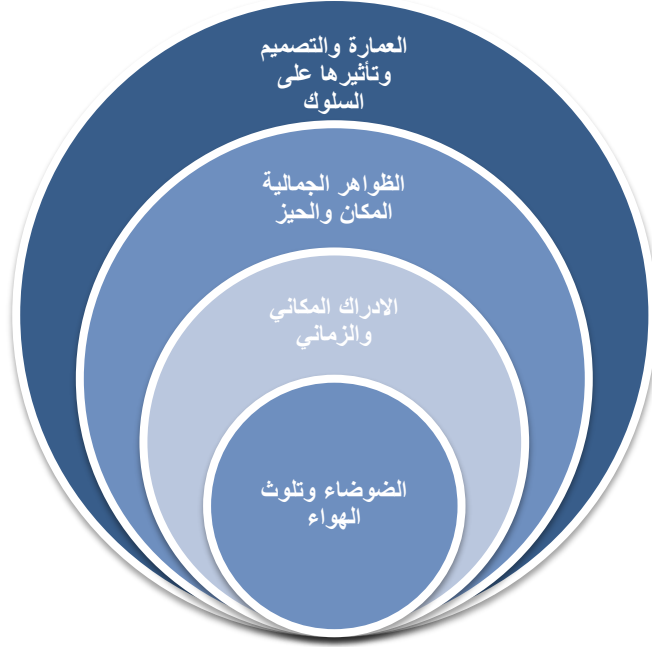 العمارة والتصميم
وتأثيرها على
السلوك
الظواهر الجمالية
المكان والحيز
الادراك المكاني
والزماني
الضوضاء وتلوث
الهواء